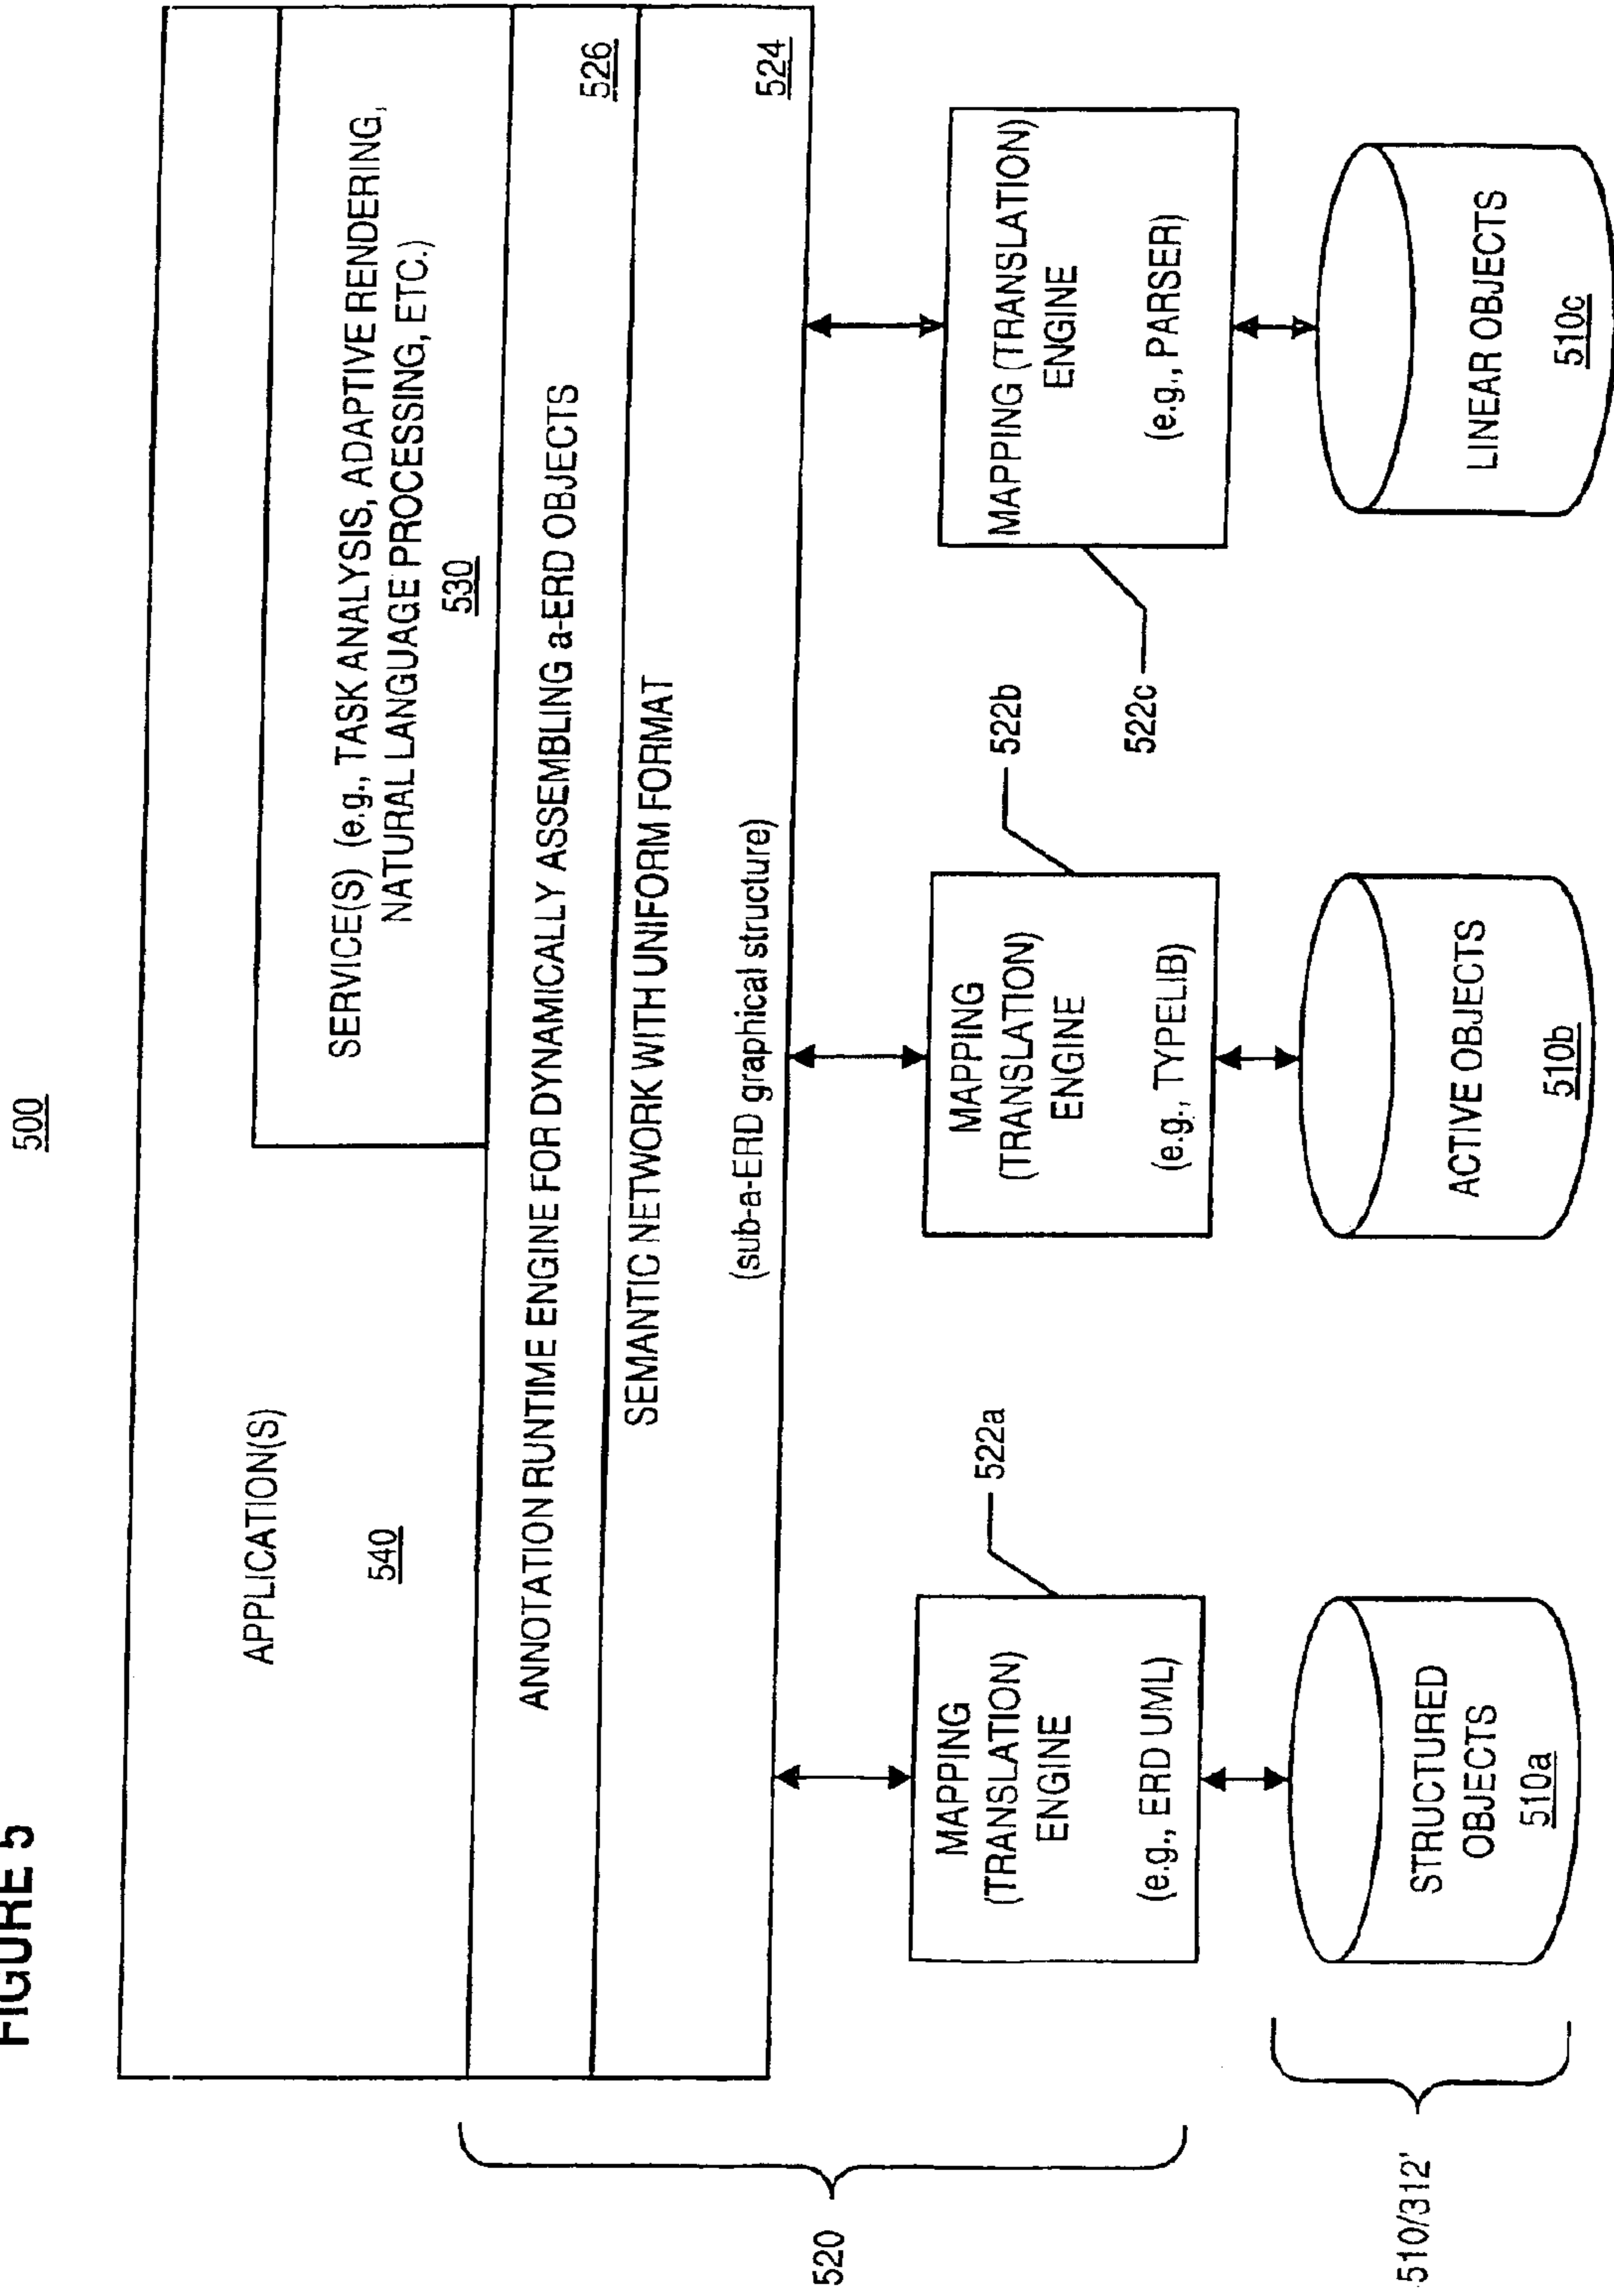 FIGURE 5
500
APPLICATION(S)
540
SERVICE(S) (e.g., TASK ANALYSIS, ADAPTIVE RENDERING,
NATURAL LANGUAGE PROCESSING, ETC.)
530
ANNOTATION RUNTIME ENGINE FOR DYNAMICALLY ASSEMBLING a-ERD OBJECTS
526
SEMANTIC NETWORK WITH UNIFORM FORMAT
(sub-a-ERD graphical structure)
524
520
MAPPING
(TRANSLATION)
ENGINE
(e.g., ERD UML)
522a
MAPPING
(TRANSLATION)
ENGINE
(e.g., TYPELIB)
522b
MAPPING (TRANSLATION)
ENGINE
(e.g., PARSER)
522c
510/312'
STRUCTURED
OBJECTS
510a
ACTIVE OBJECTS
510b
LINEAR OBJECTS
510c